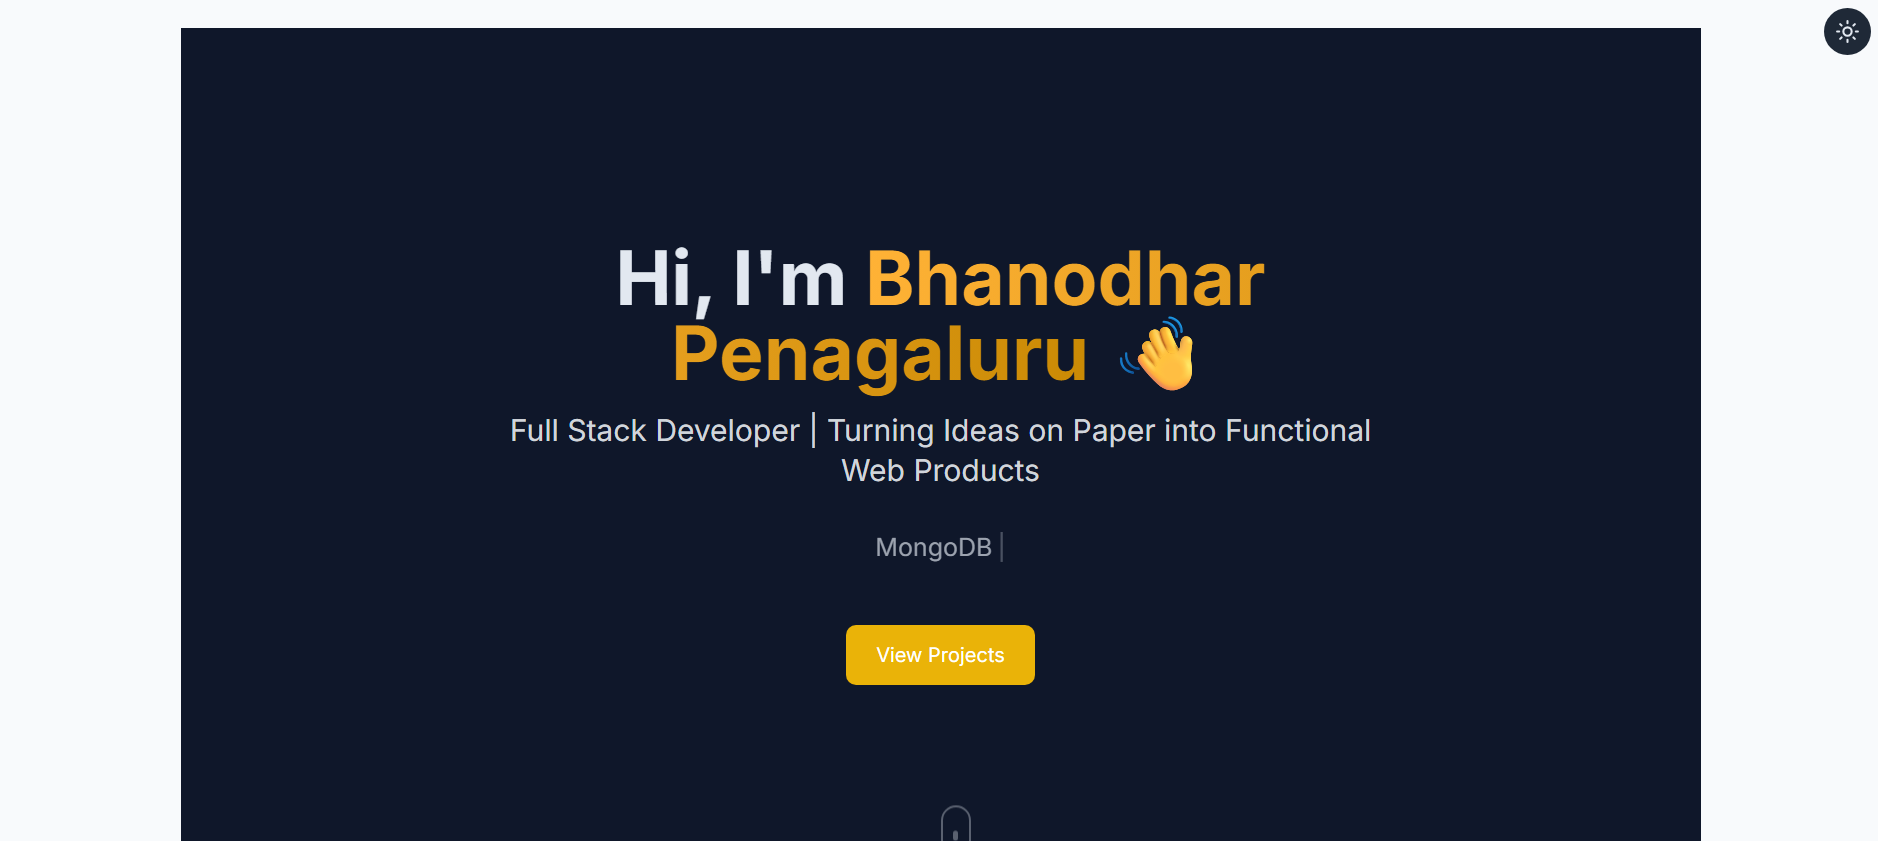 Hi, I'm Bhanodhar
Penagaluru 👋
Full Stack Developer | Turning Ideas on Paper into Functional
Web Products
MongoDB |
View Projects